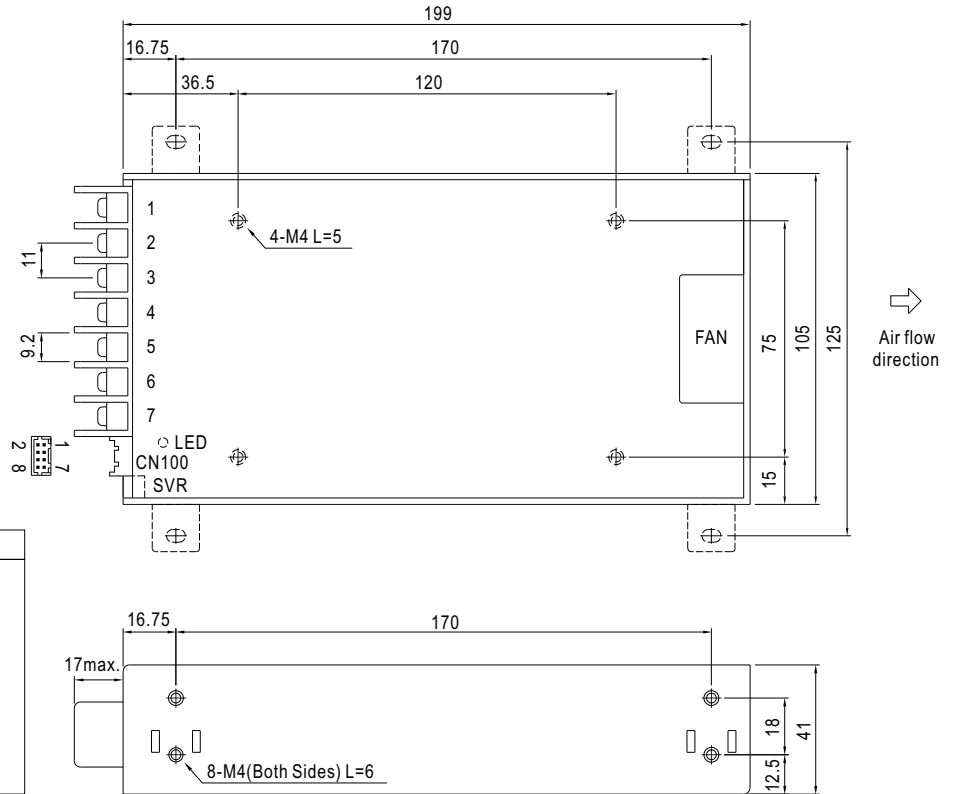 199
16.75
170
36.5
120
1
4-M4 L=5
2
11
3
4
9.2
5
FAN
75
105
125
Air flow
direction
6
7
LED
2 8
1 7
CN100
SVR
15
16.75
170
17max.
18
41
8-M4(Both Sides) L=6
12.5